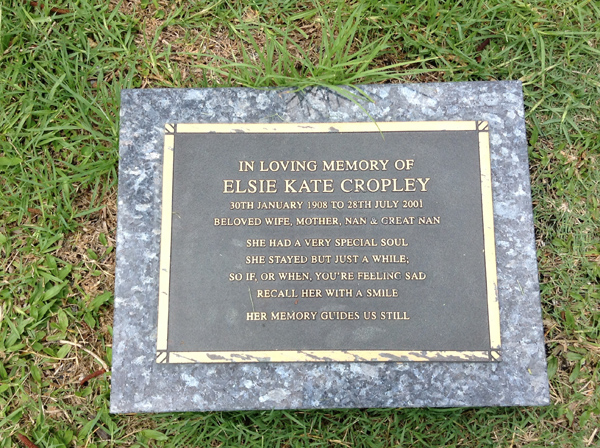 IN LOVING MEMORY OF
ELSIE KATE CROPLEY
30TH JANUARY 1908 TO 28TH JULY 2001
BELOVED WIFE, MOTHER, NAN & GREAT NAN
SHE HAD A VERY SPECIAL SOUL
SHE STAYED BUT JUST A WHILE;
SO IF, OR WHEN, YOU'RE FEELING SAD
RECALL HER WITH A SMILE
HER MEMORY GUIDES US STILL